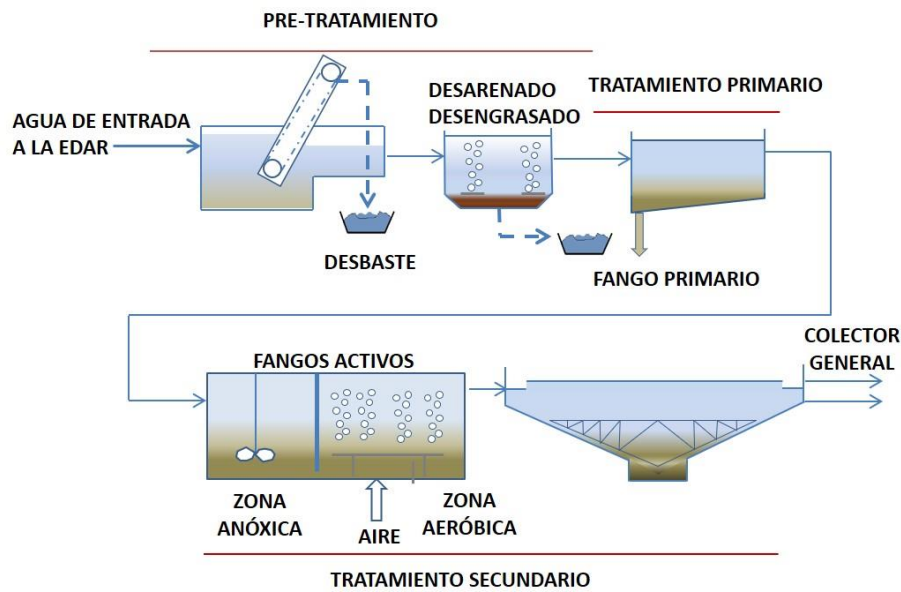 PRE-TRATAMIENTO
AGUA DE ENTRADA
A LA EDAR
DESARENADO
DESENGRASADO
TRATAMIENTO PRIMARIO
DESBASTE
FANGO PRIMARIO
COLECTOR
GENERAL
FANGOS ACTIVOS
ZONA
ANÓXICA
AIRE
ZONA
AERÓBICA
TRATAMIENTO SECUNDARIO